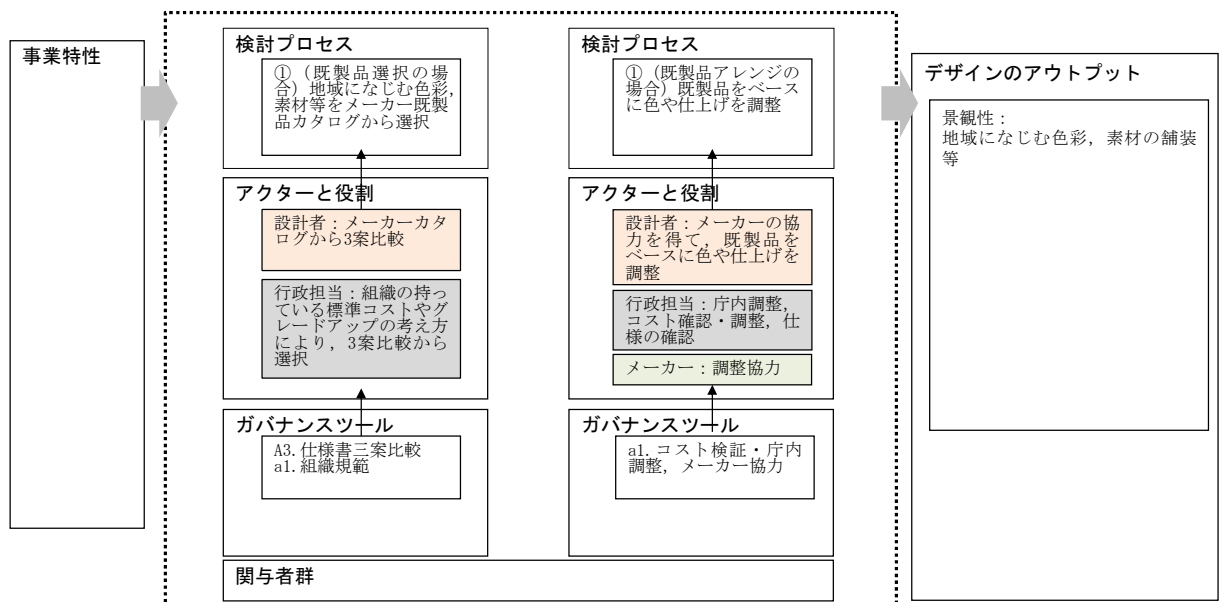 事業特性
検討プロセス
①（既製品選択の場
合）地域になじむ色彩，
素材等をメーカー既製
品カタログから選択
アクターと役割
設計者：メーカーカタ
ログから3案比較
行政担当：組織の持っ
ている標準コストやグ
レードアップの考え方
により，3案比較から
選択
ガバナンスツール
A3.仕様書三案比較
a1.組織規範
検討プロセス
①（既製品アレンジの
場合）既製品をベース
に色や仕上げを調整
アクターと役割
設計者：メーカーの協
力を得て，既製品を
ベースに色や仕上げを
調整
行政担当：庁内調整，
コスト確認・調整，仕
様の確認
メーカー：調整協力
ガバナンスツール
a1.コスト検証・庁内
調整，メーカー協力
関与者群
デザインのアウトプット
景観性：
地域になじむ色彩，素材の舗装
等